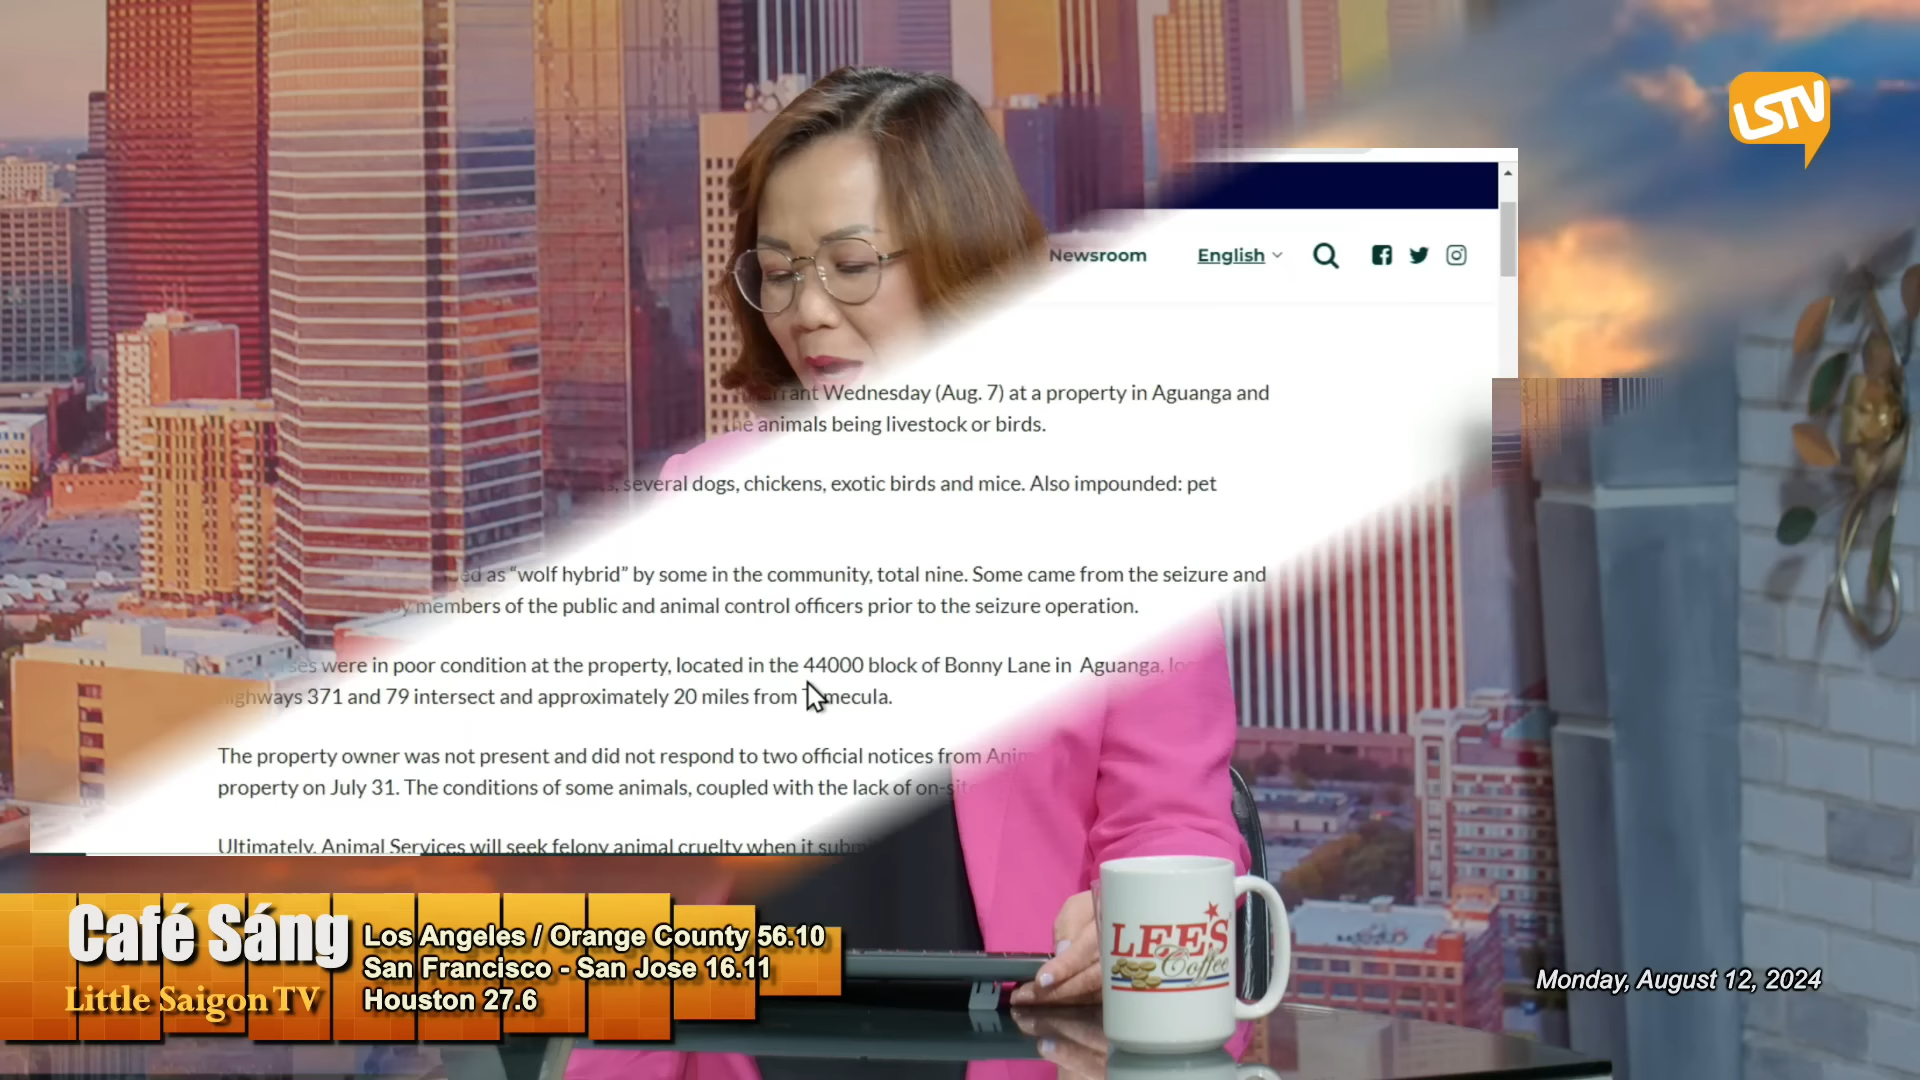 LSTV
Newsroom English
Wednesday (Aug. 7) at a property in Aguanga and
animals being livestock or birds.
several dogs, chickens, exotic birds and mice. Also impounded: pet
as “wolf hybrid” by some in the community, total nine. Some came from the seizure and
by members of the public and animal control officers prior to the seizure operation.
were in poor condition at the property, located in the 44000 block of Bonny Lane in Aguanga,
highways 371 and 79 intersect and approximately 20 miles from Temecula.
The property owner was not present and did not respond to two official notices from
property on July 31. The conditions of some animals, coupled with the lack of
Ultimately, Animal Services will seek felony animal cruelty when it
Café Sáng
Little Saigon TV
Los Angeles / Orange County 56.10
San Francisco - San Jose 16.11
Houston 27.6
LEE'S
Coffee
Monday, August 12, 2024